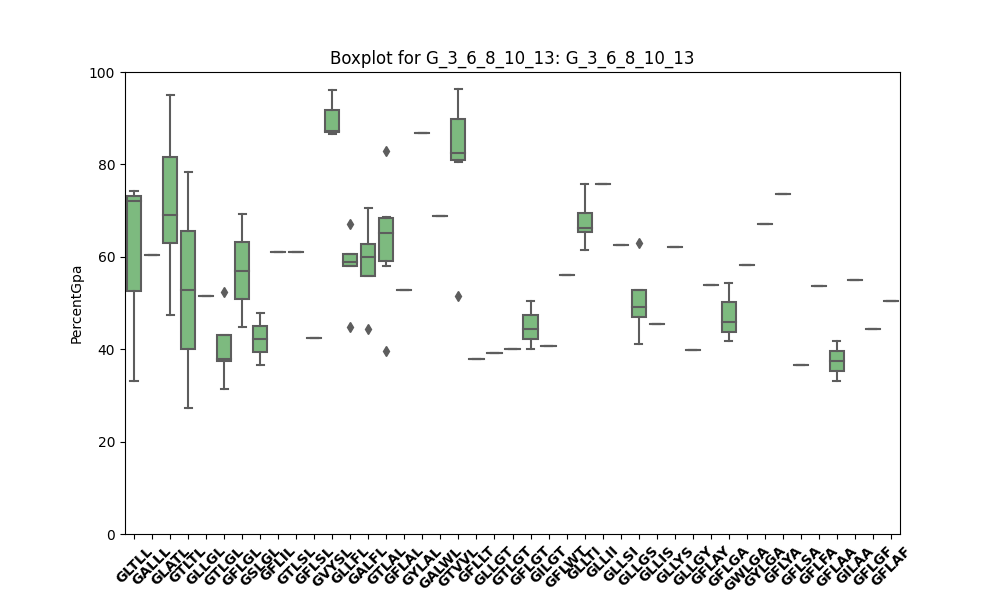 Boxplot for G_3_6_8_10_13: G_3_6_8_10_13
PercentGpa
100
80
60
40
20
0
GLTLL
GALLL
GLATL
GTLTL
GLLGL
GTLGL
GFLGL
GSLGL
GFLIL
GTLSL
GFLSL
GVYSL
GLLFL
GALFL
GTLAL
GFLAL
GYLAL
GALWL
GTVVL
GFLLT
GLLGT
GTLGT
GFLGT
GILGT
GFLWT
GLLTI
GLLII
GLLSI
GLLGS
GLLIS
GLLYS
GLLGY
GFLAY
GFLGA
GWLGA
GYLGA
GFLYA
GFLSA
GFLFA
GFLAA
GILAA
GFLGF
GFLAF